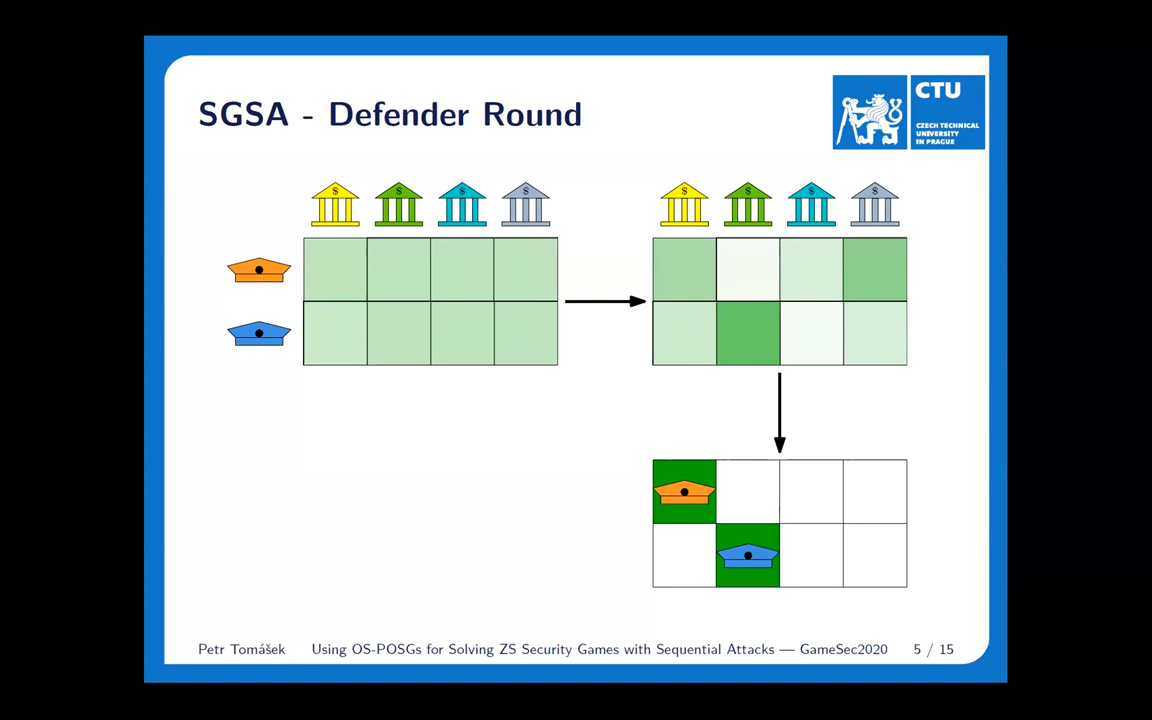 SGSA - Defender Round
CTU
CZECH TECHNICAL
UNIVERSITY
IN PRAGUE
$ $ $ $ $ $ $ $
Petr Tomášek Using OS-POSGs for Solving ZS Security Games with Sequential Attacks — GameSec2020 5 / 15